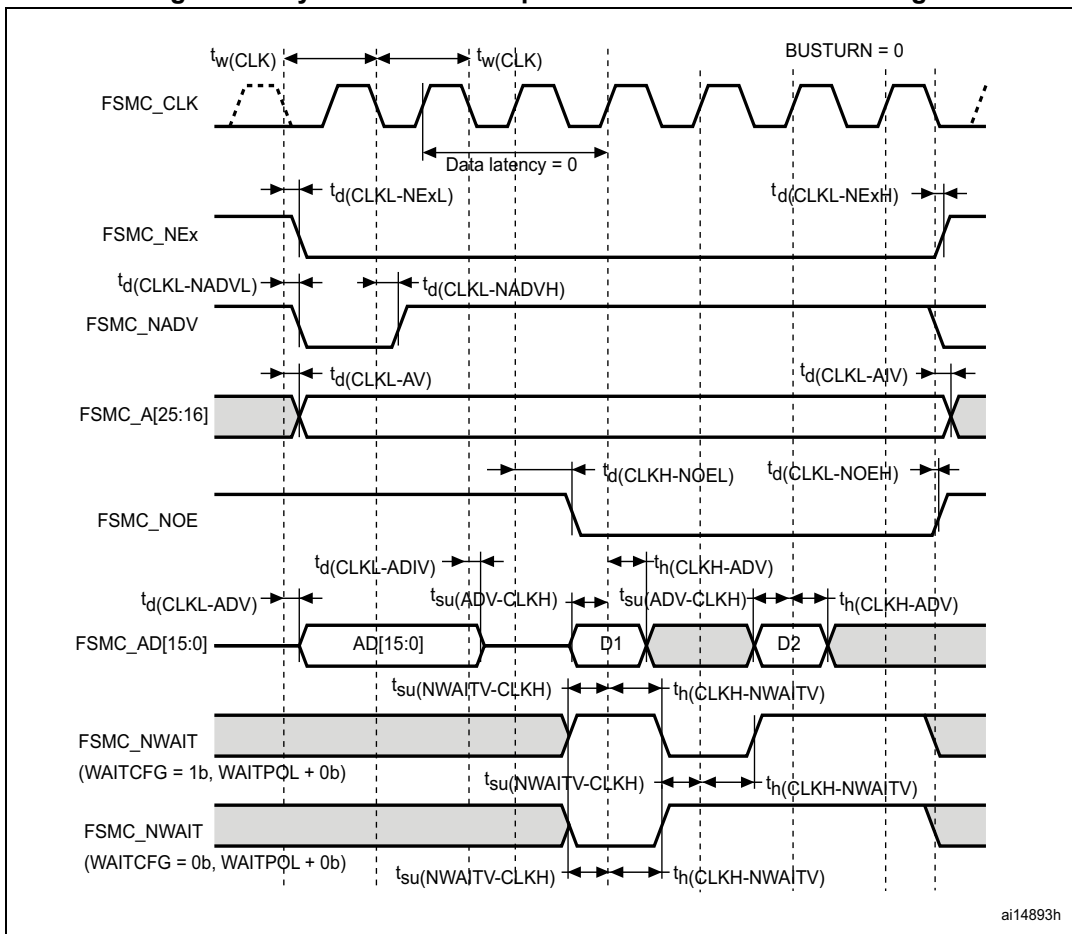 tw(CLK) tw(CLK) BUSTURN = 0
FSMC_CLK
Data latency = 0
td(CLKL-NExL) td(CLKL-NExH)
FSMC_NEx
td(CLKL-NADVL) td(CLKL-NADVH)
FSMC_NADV
td(CLKL-AV) td(CLKL-AIV)
FSMC_A[25:16]
td(CLKH-NOEL) td(CLKL-NOEH)
FSMC_NOE
td(CLKL-ADIV) th(CLKH-ADV)
td(CLKL-ADV) tsu(ADV-CLKH) tsu(ADV-CLKH) th(CLKH-ADV)
FSMC_AD[15:0] AD[15:0] D1 D2
tsu(NWAITV-CLKH) th(CLKH-NWAITV)
FSMC_NWAIT
(WAITCFG = 1b, WAITPOL + 0b)
tsu(NWAITV-CLKH) th(CLKH-NWAITV)
FSMC_NWAIT
(WAITCFG = 0b, WAITPOL + 0b)
tsu(NWAITV-CLKH) th(CLKH-NWAITV)
ai14893h